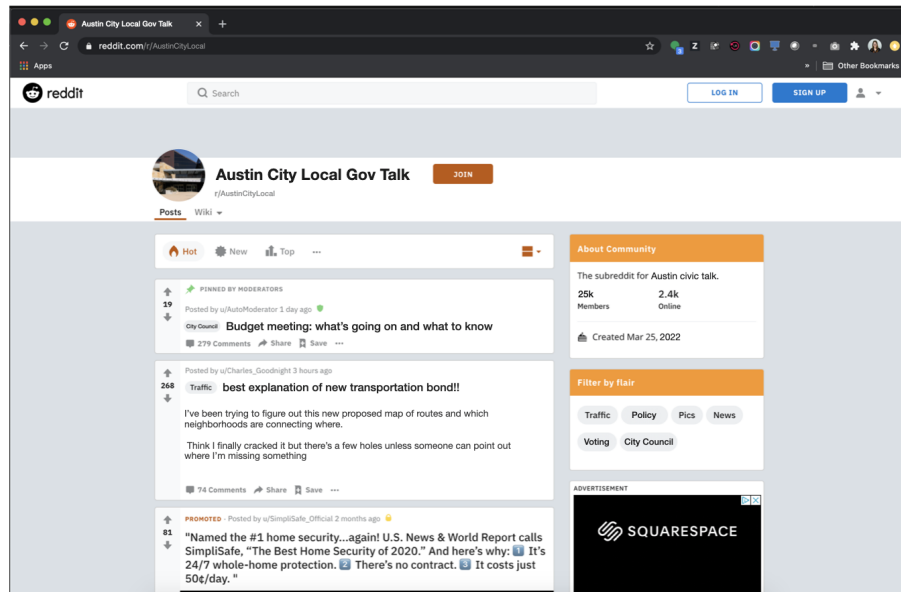 Austin City Local Gov Talk
reddit.com/r/AustinCityLocal
Apps
» Other Bookmarks
reddit
Search
LOG IN
SIGN UP
Austin City Local Gov Talk
JOIN
r/AustinCityLocal
Posts
Wiki
Hot
New
Top
...
About Community
The subreddit for Austin civic talk.
25k
2.4k
Members
Online
Created Mar 25, 2022
PINNED BY MODERATORS
19
Posted by u/AutoModerator 1 day ago
City Council Budget meeting: what's going on and what to know
279 Comments Share Save ...
Posted by u/Charles_Goodnight 3 hours ago
268
Traffic best explanation of new transportation bond!!
I've been trying to figure out this new proposed map of routes and which
neighborhoods are connecting where.
Think I finally cracked it but there's a few holes unless someone can point out
where I'm missing something
74 Comments Share Save ...
Filter by flair
Traffic Policy Pics News
Voting City Council
ADVERTISEMENT
SQUARESPACE
PROMOTED · Posted by u/SimpliSafe_Official 2 months ago
81
"Named the #1 home security...again! U.S. News & World Report calls
SimpliSafe, “The Best Home Security of 2020.” And here's why: 1️⃣ It's
24/7 whole-home protection. 2️⃣ There's no contract. 3️⃣ It costs just
50¢/day. "